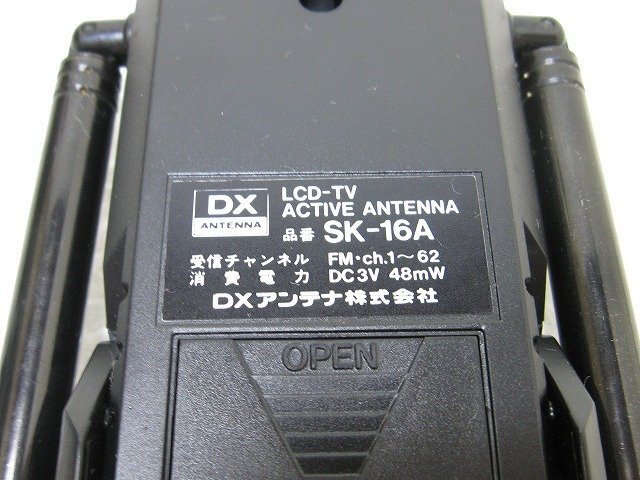 DX
ANTENNA
LCD-TV
ACTIVE ANTENNA
品番 SK-16A
受信チャンネル FM・ch.1～62
消費電力 DC3V 48mW
DXアンテナ株式会社
OPEN